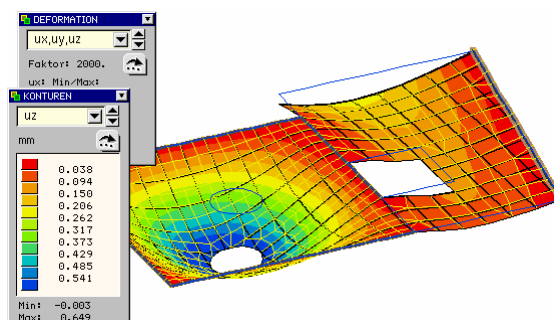 DEFORMATION
ux,uy,uz
Faktor: 2000.
ux: Min/Max:
KONTUREN
uz
mm
0.038
0.094
0.150
0.206
0.262
0.317
0.373
0.429
0.485
0.541
Min: -0.003
Max: 0.649